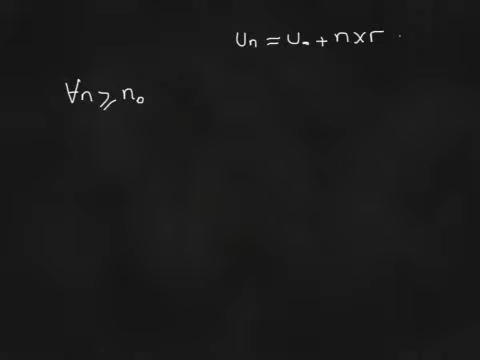 Un = U₀ + n×r
∀n ⩾ n₀